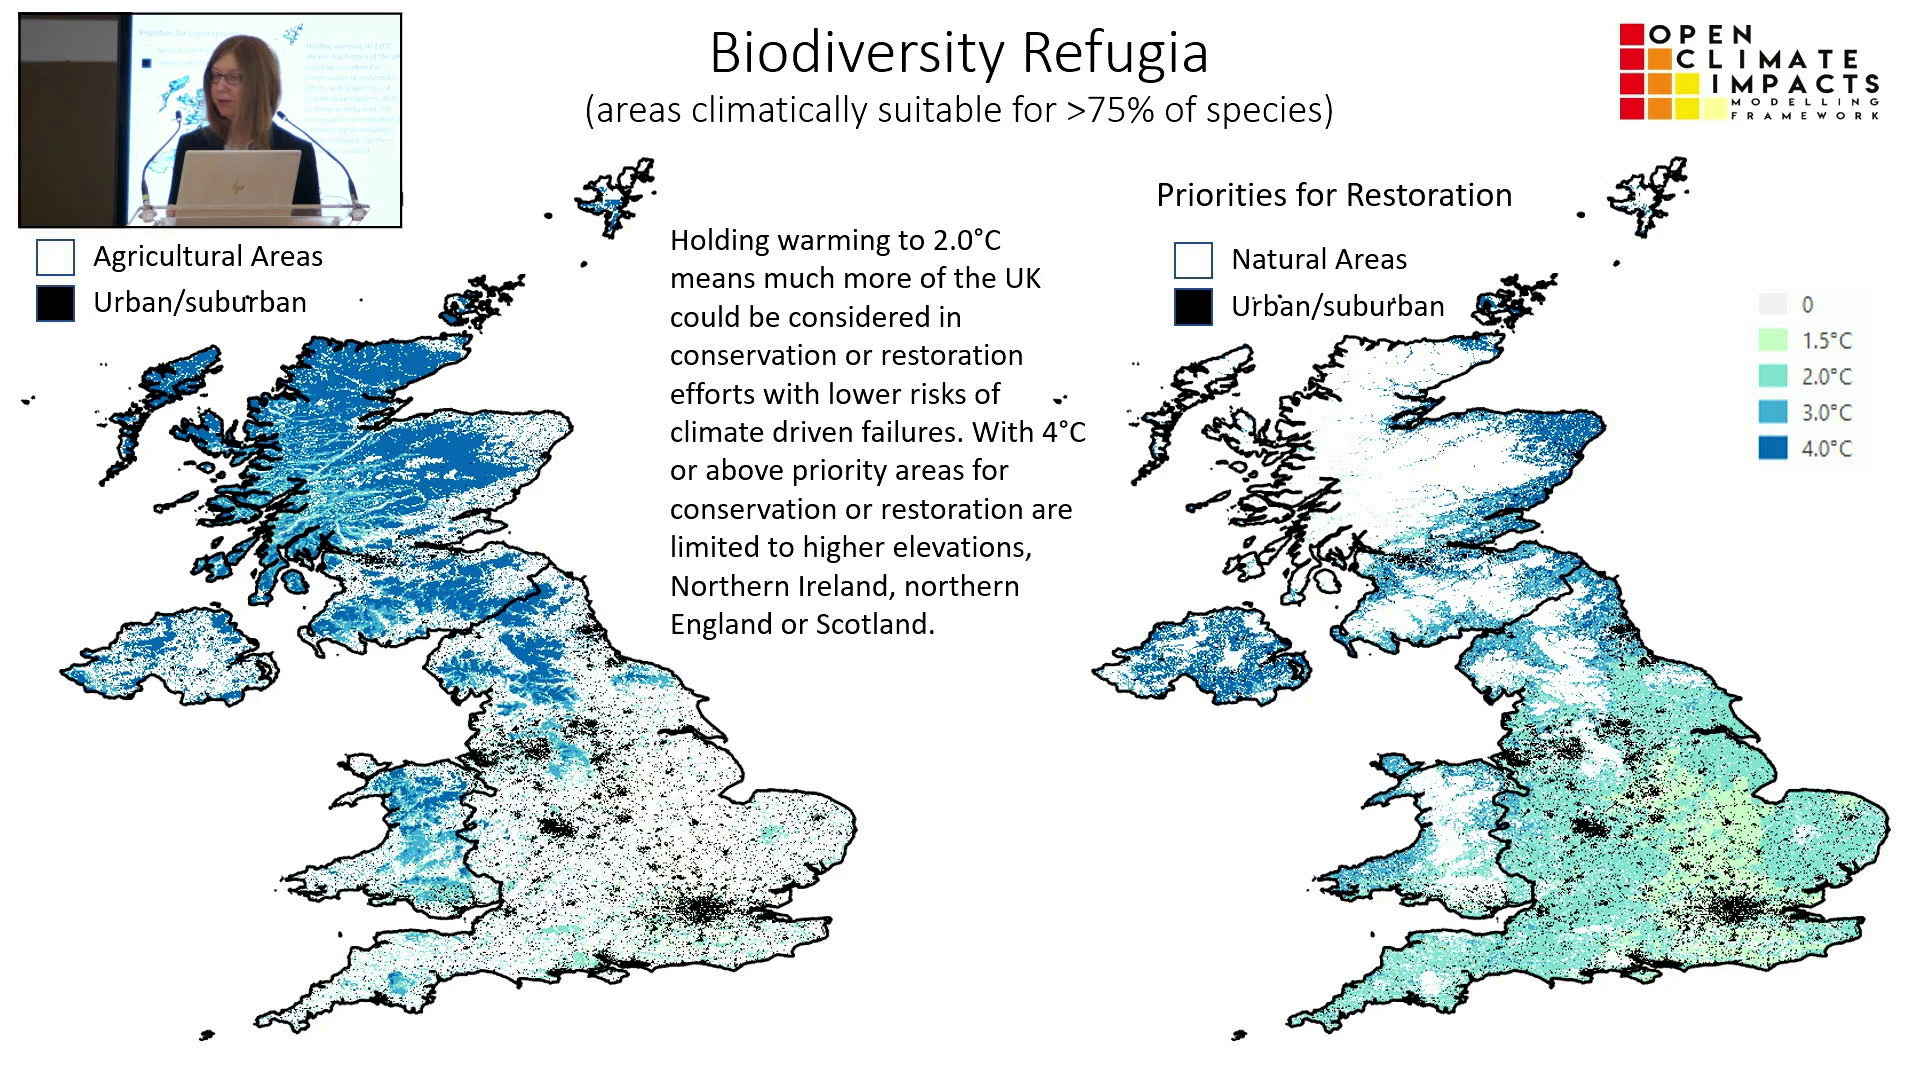 Biodiversity Refugia
(areas climatically suitable for >75% of species)
OPEN
CLIMATE
IMPACTS
MODELLING
FRAMEWORK
Agricultural Areas
Urban/suburban
Holding warming to 2.0°C
means much more of the UK
could be considered in
conservation or restoration
efforts with lower risks of
climate driven failures. With 4°C
or above priority areas for
conservation or restoration are
limited to higher elevations,
Northern Ireland, northern
England or Scotland.
Priorities for Restoration
Natural Areas
Urban/suburban
0
1.5°C
2.0°C
3.0°C
4.0°C